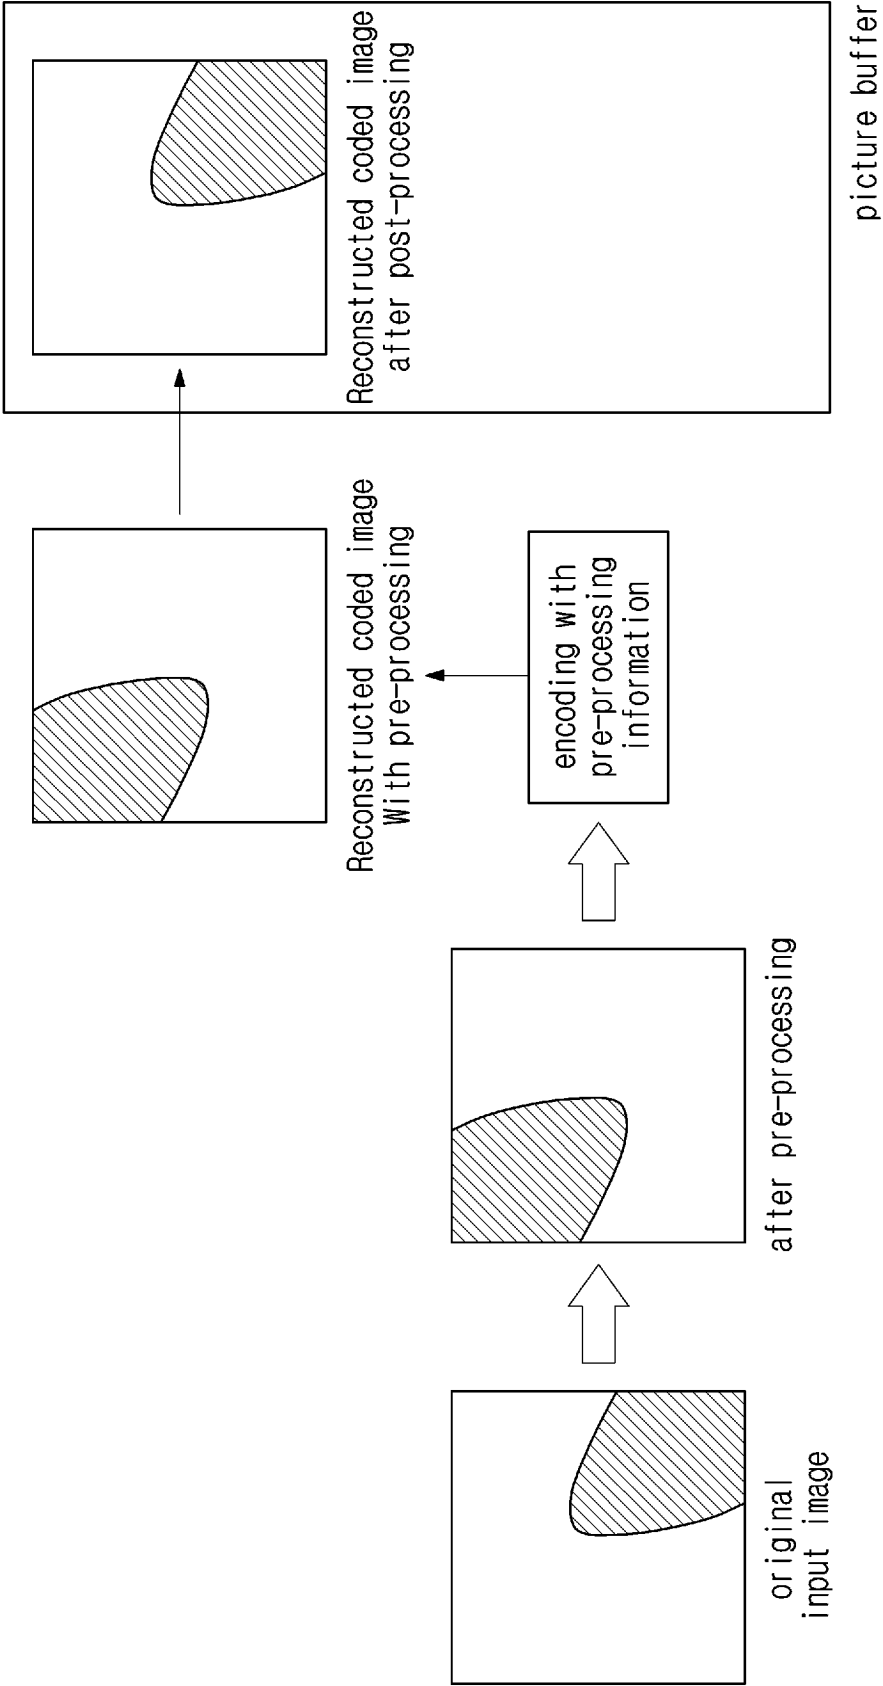 original
input image
after pre-processing
encoding with
pre-processing
information
Reconstructed coded image
With pre-processing
Reconstructed coded image
after post-processing
picture buffer